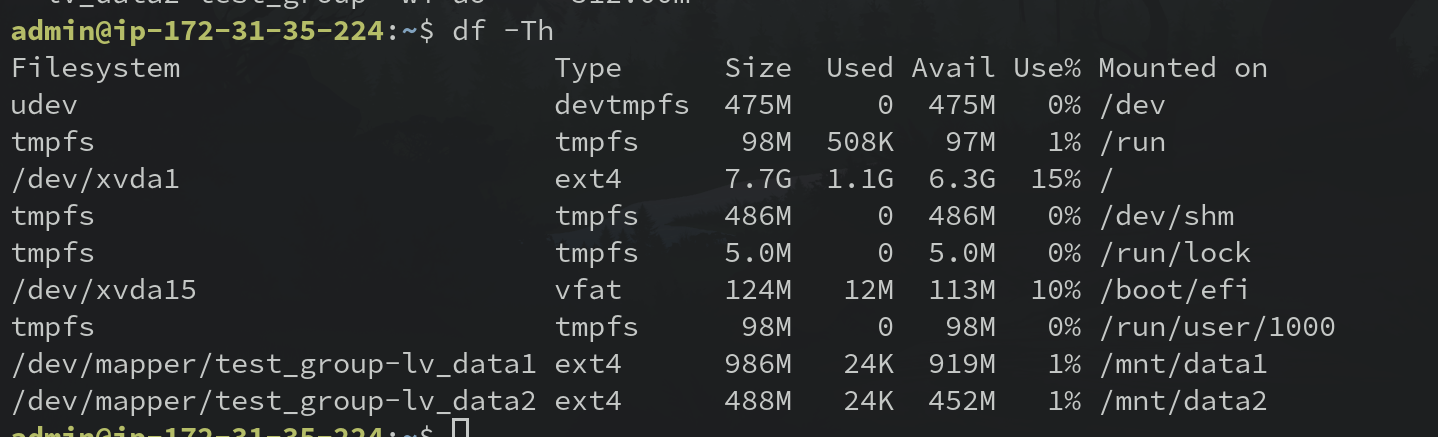 lv_data2 test_group
admin@ip-172-31-35-224:~$ df -Th
Filesystem Type Size Used Avail Use% Mounted on
udev devtmpfs 475M 0 475M 0% /dev
tmpfs tmpfs 98M 508K 97M 1% /run
/dev/xvda1 ext4 7.7G 1.1G 6.3G 15% /
tmpfs tmpfs 486M 0 486M 0% /dev/shm
tmpfs tmpfs 5.0M 0 5.0M 0% /run/lock
/dev/xvda15 vfat 124M 12M 113M 10% /boot/efi
tmpfs tmpfs 98M 0 98M 0% /run/user/1000
/dev/mapper/test_group-lv_data1 ext4 986M 24K 919M 1% /mnt/data1
/dev/mapper/test_group-lv_data2 ext4 488M 24K 452M 1% /mnt/data2
admin@ip-172-31-35-224:~$